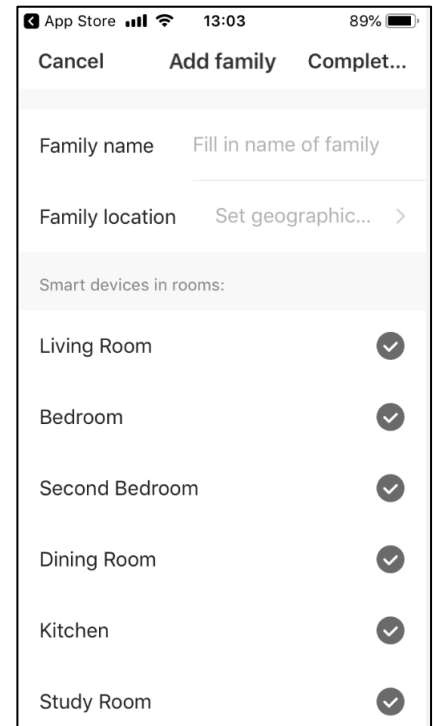 App Store 13:03 89%
Cancel Add family Complet...
Family name Fill in name of family
Family location Set geographic... >
Smart devices in rooms:
Living Room
Bedroom
Second Bedroom
Dining Room
Kitchen
Study Room